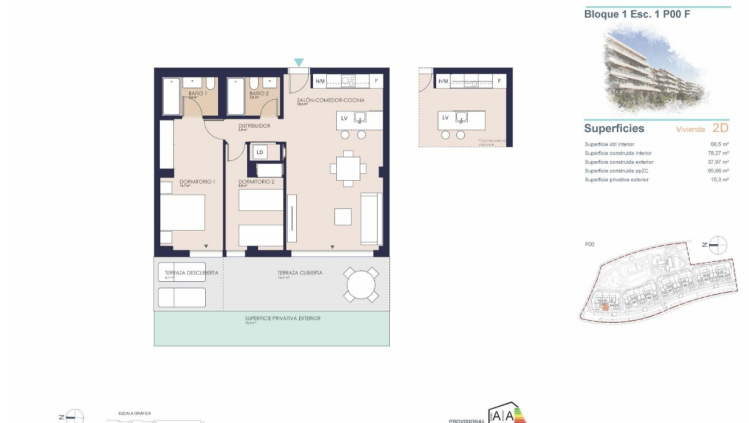 Bloque 1 Esc. 1 P00 F
BAÑO 1
BAÑO 2
H/M
F
H/M
F
SALÓN-COMEDOR-COCINA
LV
LV
DISTRIBUIDOR
LD
DORMITORIO 1
DORMITORIO 2
TERRAZA DESCUBIERTA
TERRAZA CUBIERTA
SUPERFICIE PRIVATIVA EXTERIOR
Superficies Vivienda 2D
Superficie útil interior 66,5 m²
Superficie construida interior 78,27 m²
Superficie construida exterior 37,97 m²
Superficie construida ppZC 95,66 m²
Superficie privativa exterior 15,3 m²
P00
N
N
ESCALA GRÁFICA
PROVISIONAL
A A